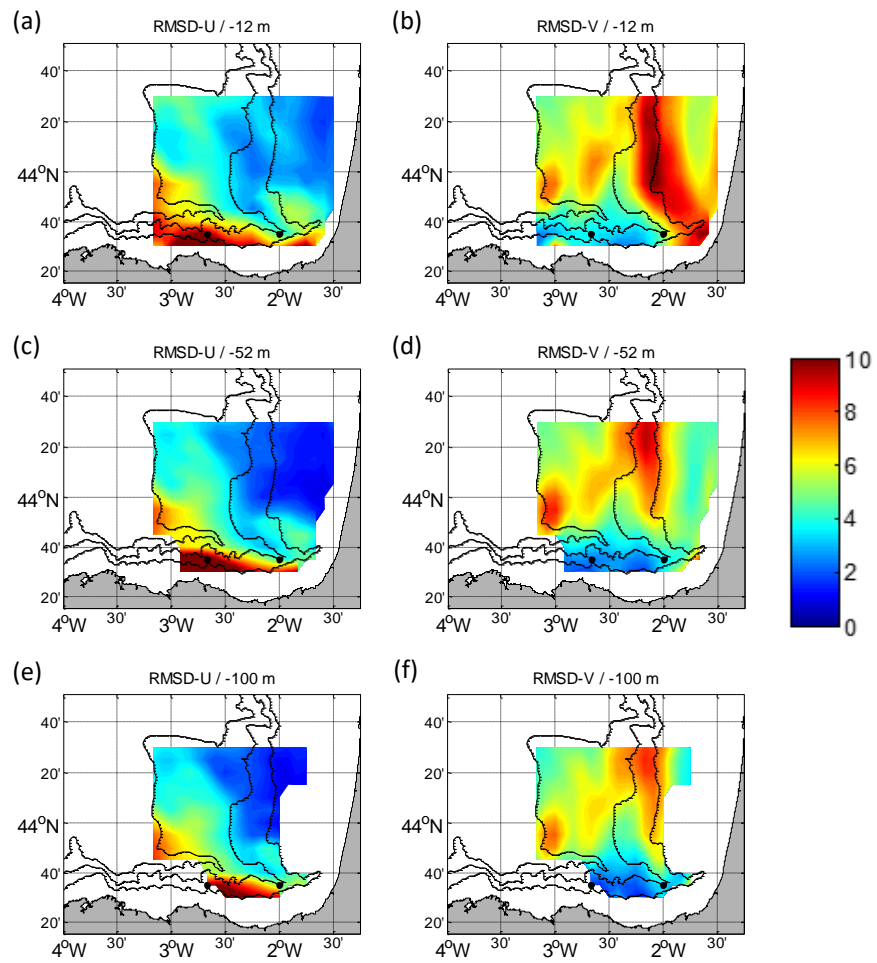 (a)
RMSD-U / -12 m
40'
20'
44°N
40'
20'
4°W 30' 3°W 30' 2°W 30'
(b)
RMSD-V / -12 m
40'
20'
44°N
40'
20'
4°W 30' 3°W 30' 2°W 30'
(c)
RMSD-U / -52 m
40'
20'
44°N
40'
20'
4°W 30' 3°W 30' 2°W 30'
(d)
RMSD-V / -52 m
40'
20'
44°N
40'
20'
4°W 30' 3°W 30' 2°W 30'
10
8
6
4
2
0
(e)
RMSD-U / -100 m
40'
20'
44°N
40'
20'
4°W 30' 3°W 30' 2°W 30'
(f)
RMSD-V / -100 m
40'
20'
44°N
40'
20'
4°W 30' 3°W 30' 2°W 30'